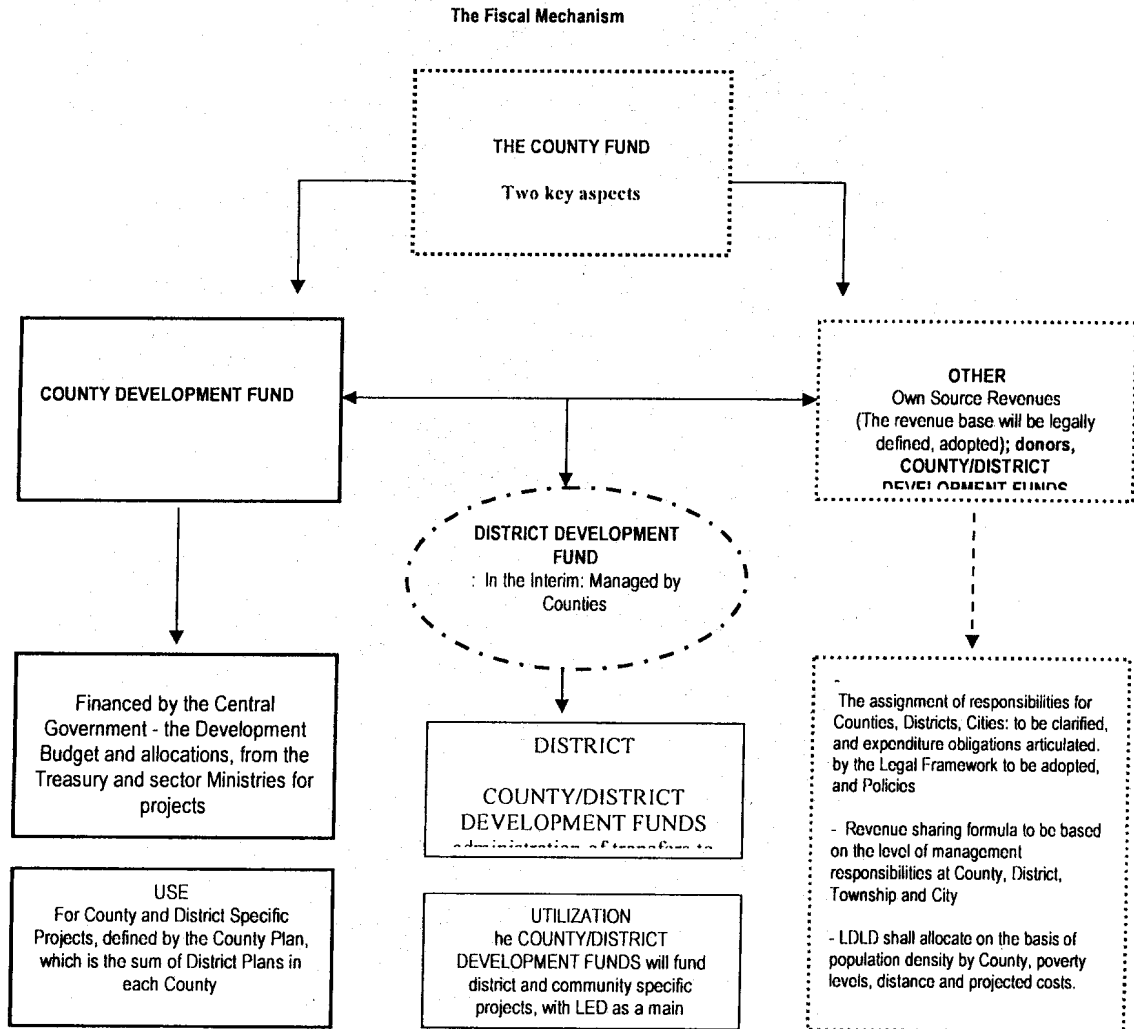 The Fiscal Mechanism
THE COUNTY FUND
Two key aspects
COUNTY DEVELOPMENT FUND
OTHER
Own Source Revenues
(The revenue base will be legally
defined, adopted); donors,
COUNTY/DISTRICT
DEVELOPMENT FUNDS
DISTRICT DEVELOPMENT
FUND
: In the Interim: Managed by
Counties
Financed by the Central
Government - the Development
Budget and allocations, from the
Treasury and sector Ministries for
projects
DISTRICT
COUNTY/DISTRICT
DEVELOPMENT FUNDS
administration of transfers to
-
The assignment of responsibilities for
Counties, Districts, Cities: to be clarified,
and expenditure obligations articulated.
by the Legal Framework to be adopted,
and Policies
- Revenue sharing formula to be based
on the level of management
responsibilities at County, District,
Township and City
- LDLD shall allocate on the basis of
population density by County, poverty
levels, distance and projected costs.
USE
For County and District Specific
Projects, defined by the County Plan,
which is the sum of District Plans in
each County
UTILIZATION
he COUNTY/DISTRICT
DEVELOPMENT FUNDS will fund
district and community specific
projects, with LED as a main